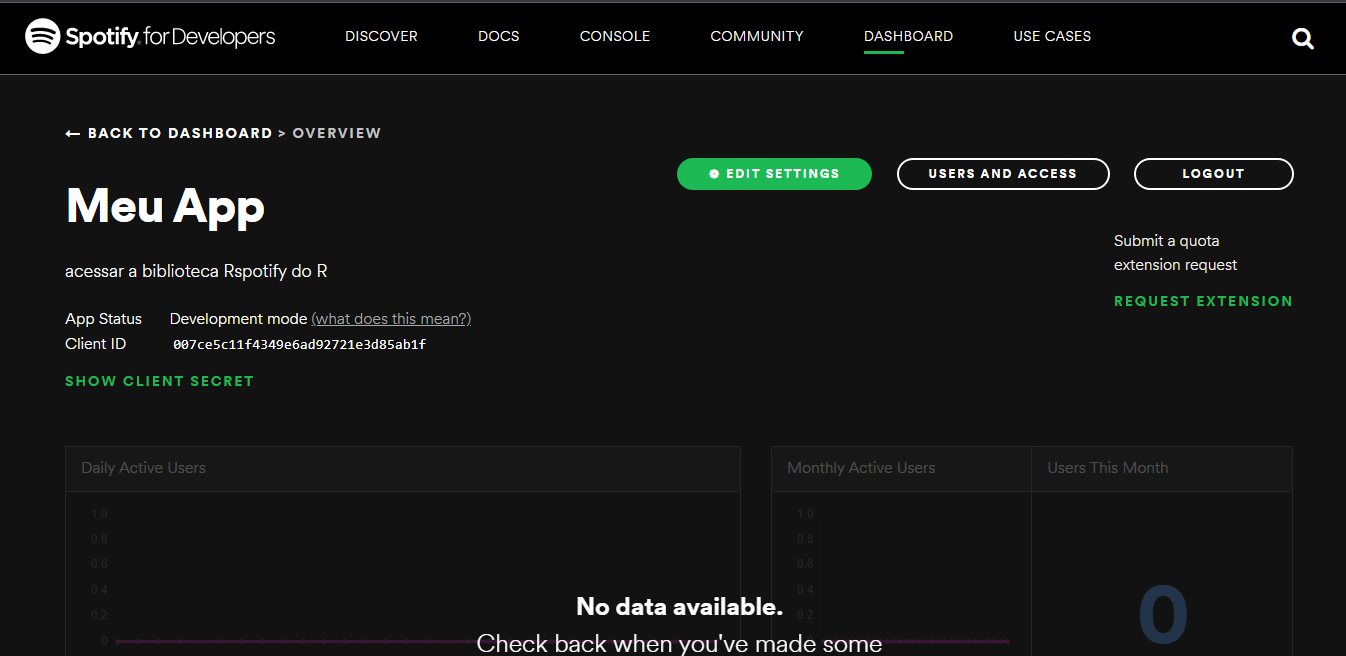 Spotify for Developers
DISCOVER
DOCS
CONSOLE
COMMUNITY
DASHBOARD
USE CASES
← BACK TO DASHBOARD > OVERVIEW
EDIT SETTINGS
USERS AND ACCESS
LOGOUT
Meu App
Submit a quota
extension request
REQUEST EXTENSION
acessar a biblioteca Rspotify do R
App Status Development mode (what does this mean?)
Client ID 007ce5c11f4349e6ad92721e3d85ab1f
SHOW CLIENT SECRET
Daily Active Users
1.0
0.8
0.6
0.4
0.2
0
Monthly Active Users
1.0
0.8
0.6
0.4
0.2
Users This Month
0
No data available.
Check back when you've made some